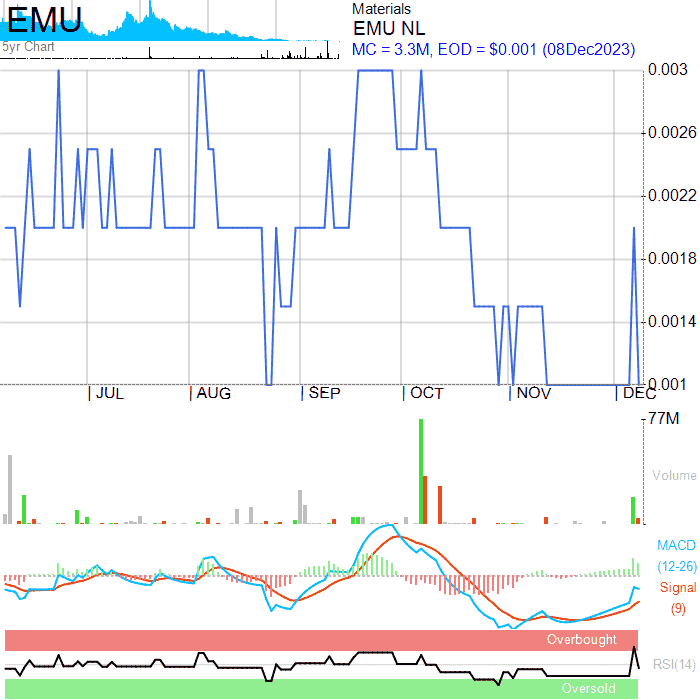 EMU
5yr Chart
Materials
EMU NL
MC = 3.3M, EOD = $0.001 (08Dec2023)
0.003
0.0026
0.0022
0.0018
0.0014
0.001
JUL AUG SEP OCT NOV DEC
77M
Volume
MACD
(12-26)
Signal
(9)
Overbought
RSI(14)
Oversold